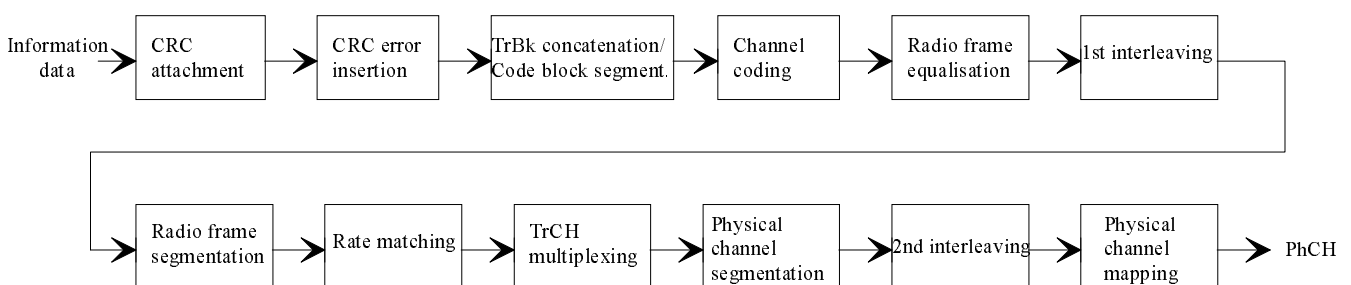 Information
data
CRC
attachment
CRC error
insertion
TrBk concatenation/
Code block segment.
Channel
coding
Radio frame
equalisation
1st interleaving
Radio frame
segmentation
Rate matching
TrCH
multiplexing
Physical
channel
segmentation
2nd interleaving
Physical
channel
mapping
PhCH